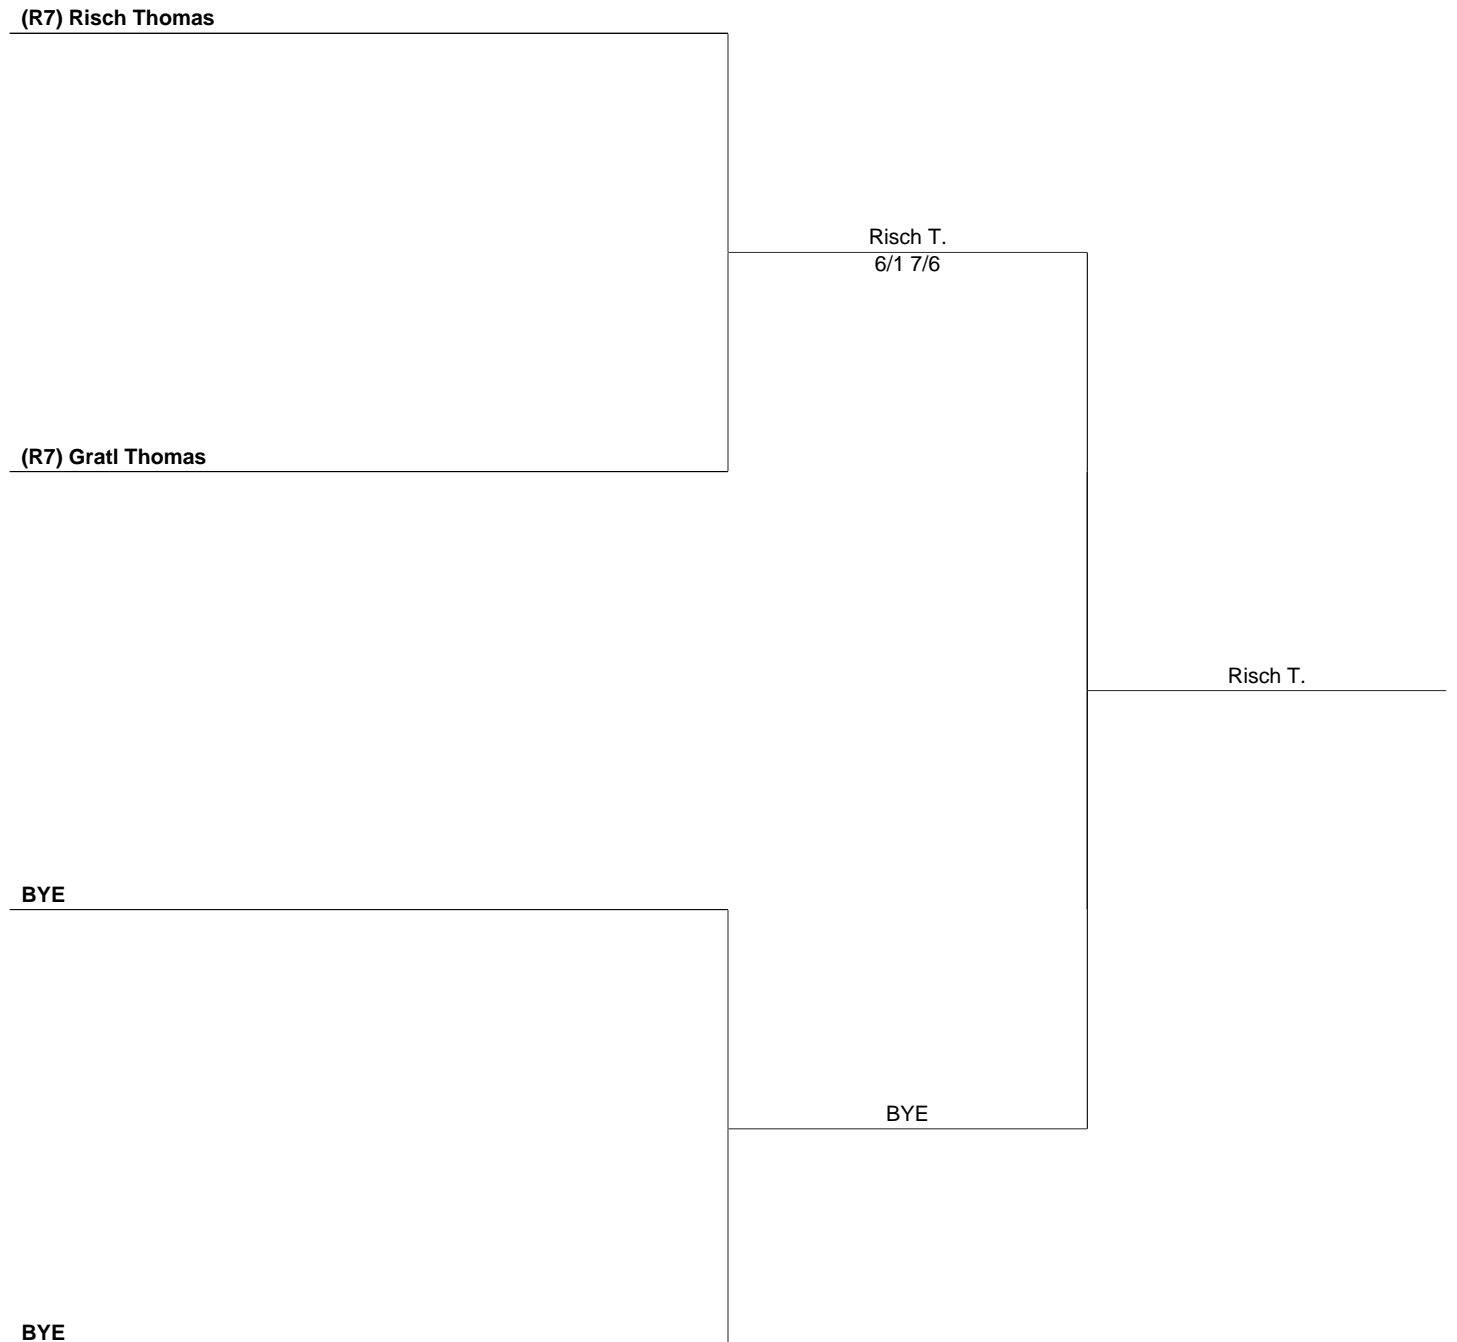 (R7) Risch Thomas
Risch T.
6/1 7/6
(R7) Gratl Thomas
Risch T.
BYE
BYE
BYE